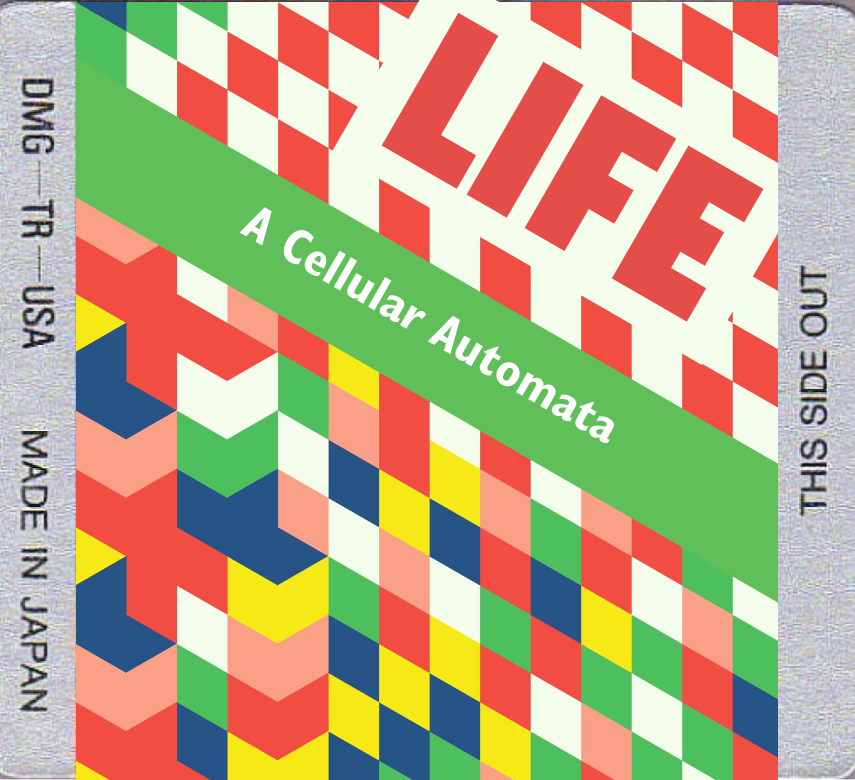 DMG—TR—USA MADE IN JAPAN
LIFE
A Cellular Automata
THIS SIDE OUT